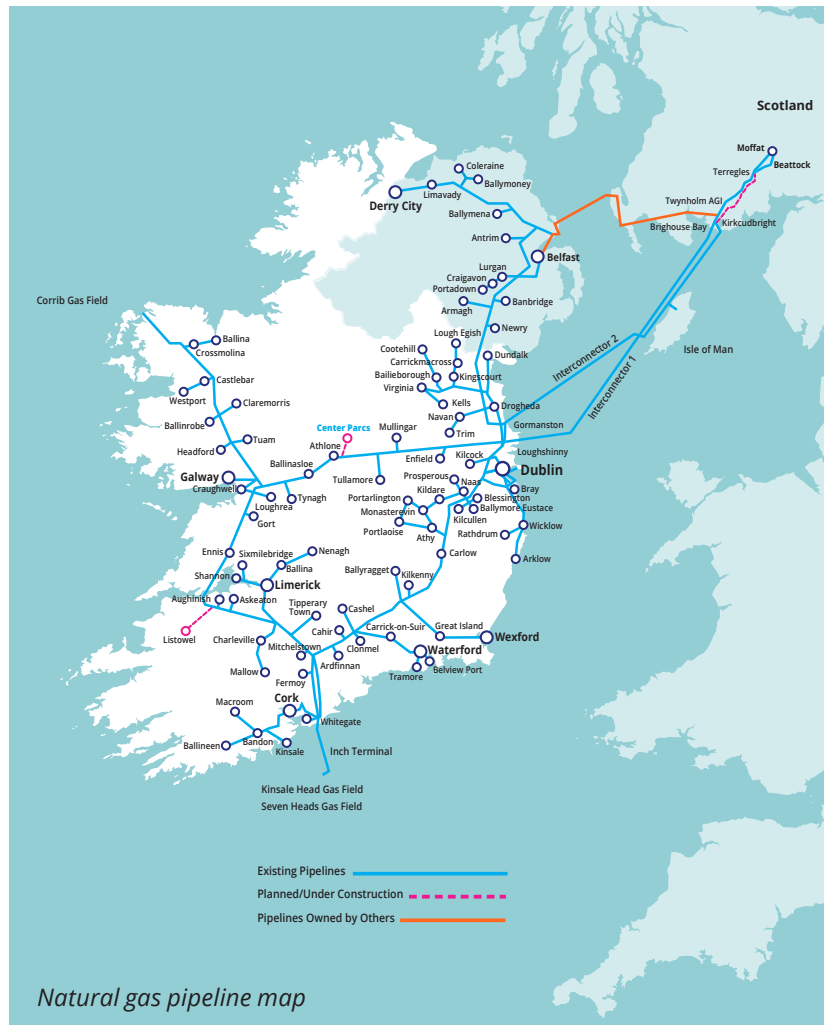 Scotland
Moffat
Beattock
Terregles
Twynholm AGI
Kirkcudbright
Brighouse Bay
Coleraine
Ballymoney
Limavady
Derry City
Ballymena
Antrim
Belfast
Lurgan
Craigavon
Portadown
Banbridge
Armagh
Corrib Gas Field
Newry
Lough Egish
Isle of Man
Interconnector 2
Interconnector 1
Ballina
Crossmolina
Cootehill
Carrickmacross
Dundalk
Bailieborough
Kingscourt
Castlebar
Virginia
Westport
Claremorris
Kells
Drogheda
Navan
Ballinrobe
Center Parcs
Mullingar
Trim
Gormanston
Tuam
Headford
Athlone
Enfield
Kilcock
Loughshinny
Ballinasloe
Dublin
Galway
Tullamore
Prosperous
Naas
Craughwell
Portarlington
Kildare
Bray
Blessington
Loughrea
Tynagh
Monasterevin
Ballymore Eustace
Kilcullen
Gort
Portlaoise
Athy
Wicklow
Rathdrum
Ennis
Sixmilebridge
Nenagh
Carlow
Arklow
Ballina
Ballyragget
Kilkenny
Shannon
Limerick
Aughinish
Askeaton
Tipperary
Town
Cashel
Listowel
Charleville
Cahir
Carrick-on-Suir
Great Island
Wexford
Mitchelstown
Clonmel
Waterford
Ardfinnan
Mallow
Fermoy
Tramore
Belview Port
Macroom
Cork
Whitegate
Bandon
Ballineen
Kinsale
Inch Terminal
Kinsale Head Gas Field
Seven Heads Gas Field
Existing Pipelines
Planned/Under Construction
Pipelines Owned by Others
Natural gas pipeline map